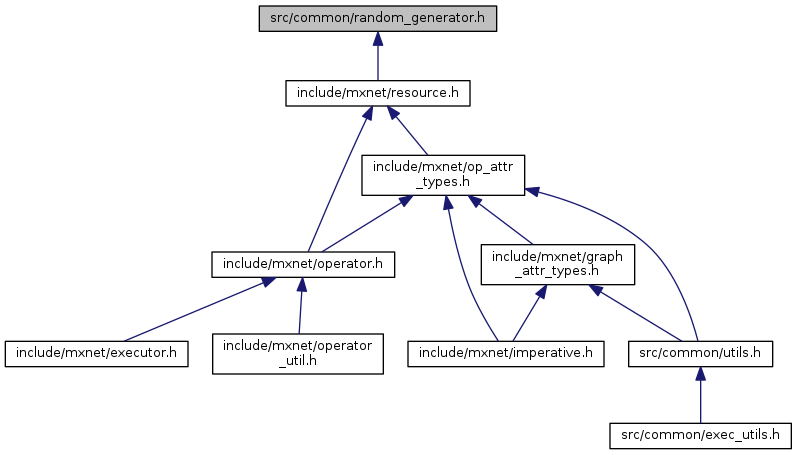 src/common/random_generator.h
include/mxnet/resource.h
include/mxnet/op_attr
_types.h
include/mxnet/operator.h
include/mxnet/graph
_attr_types.h
include/mxnet/executor.h
include/mxnet/operator
_util.h
include/mxnet/imperative.h
src/common/utils.h
src/common/exec_utils.h